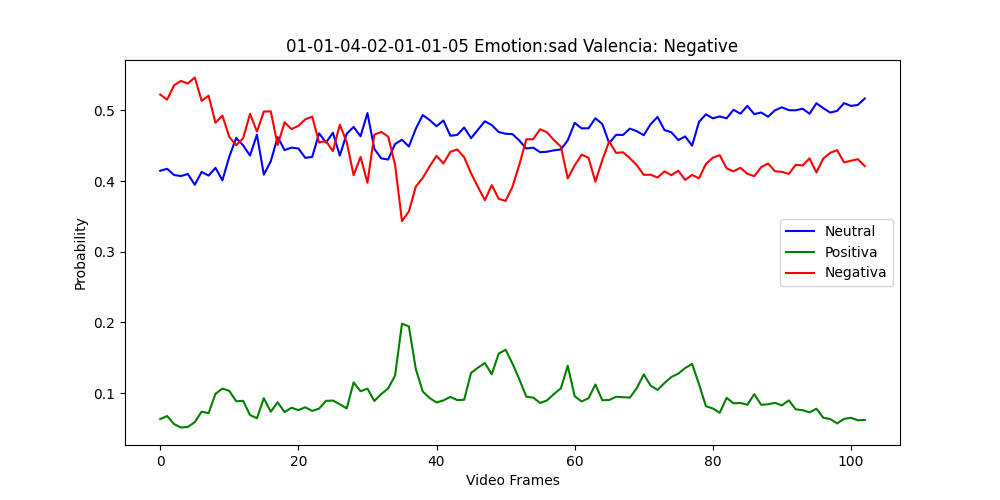 01-01-04-02-01-01-05 Emotion:sad Valencia: Negative
0.5
0.4
0.3
0.2
0.1
Probability
Neutral
Positiva
Negativa
0 20 40 60 80 100
Video Frames